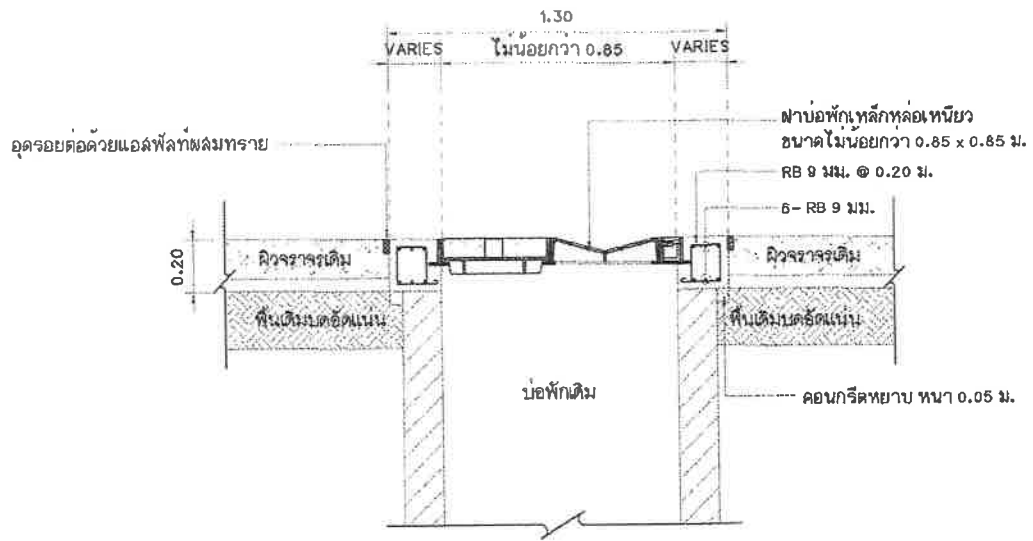 1.30
VARIES
ไม่น้อยกว่า 0.85
VARIES
อุดรอยต่อด้วยแอสฟัลท์ผสมทราย
ฝาบ่อพักเหล็กหล่อเหนียว
ขนาดไม่น้อยกว่า 0.85 x 0.85 ม.
RB 9 มม. @ 0.20 ม.
6- RB 9 มม.
0.20
ผิวจราจรเดิม
ผิวจราจรเดิม
พื้นเดิมบดอัดแน่น
พื้นเดิมบดอัดแน่น
บ่อพักเดิม
คอนกรีตหยาบ หนา 0.05 ม.